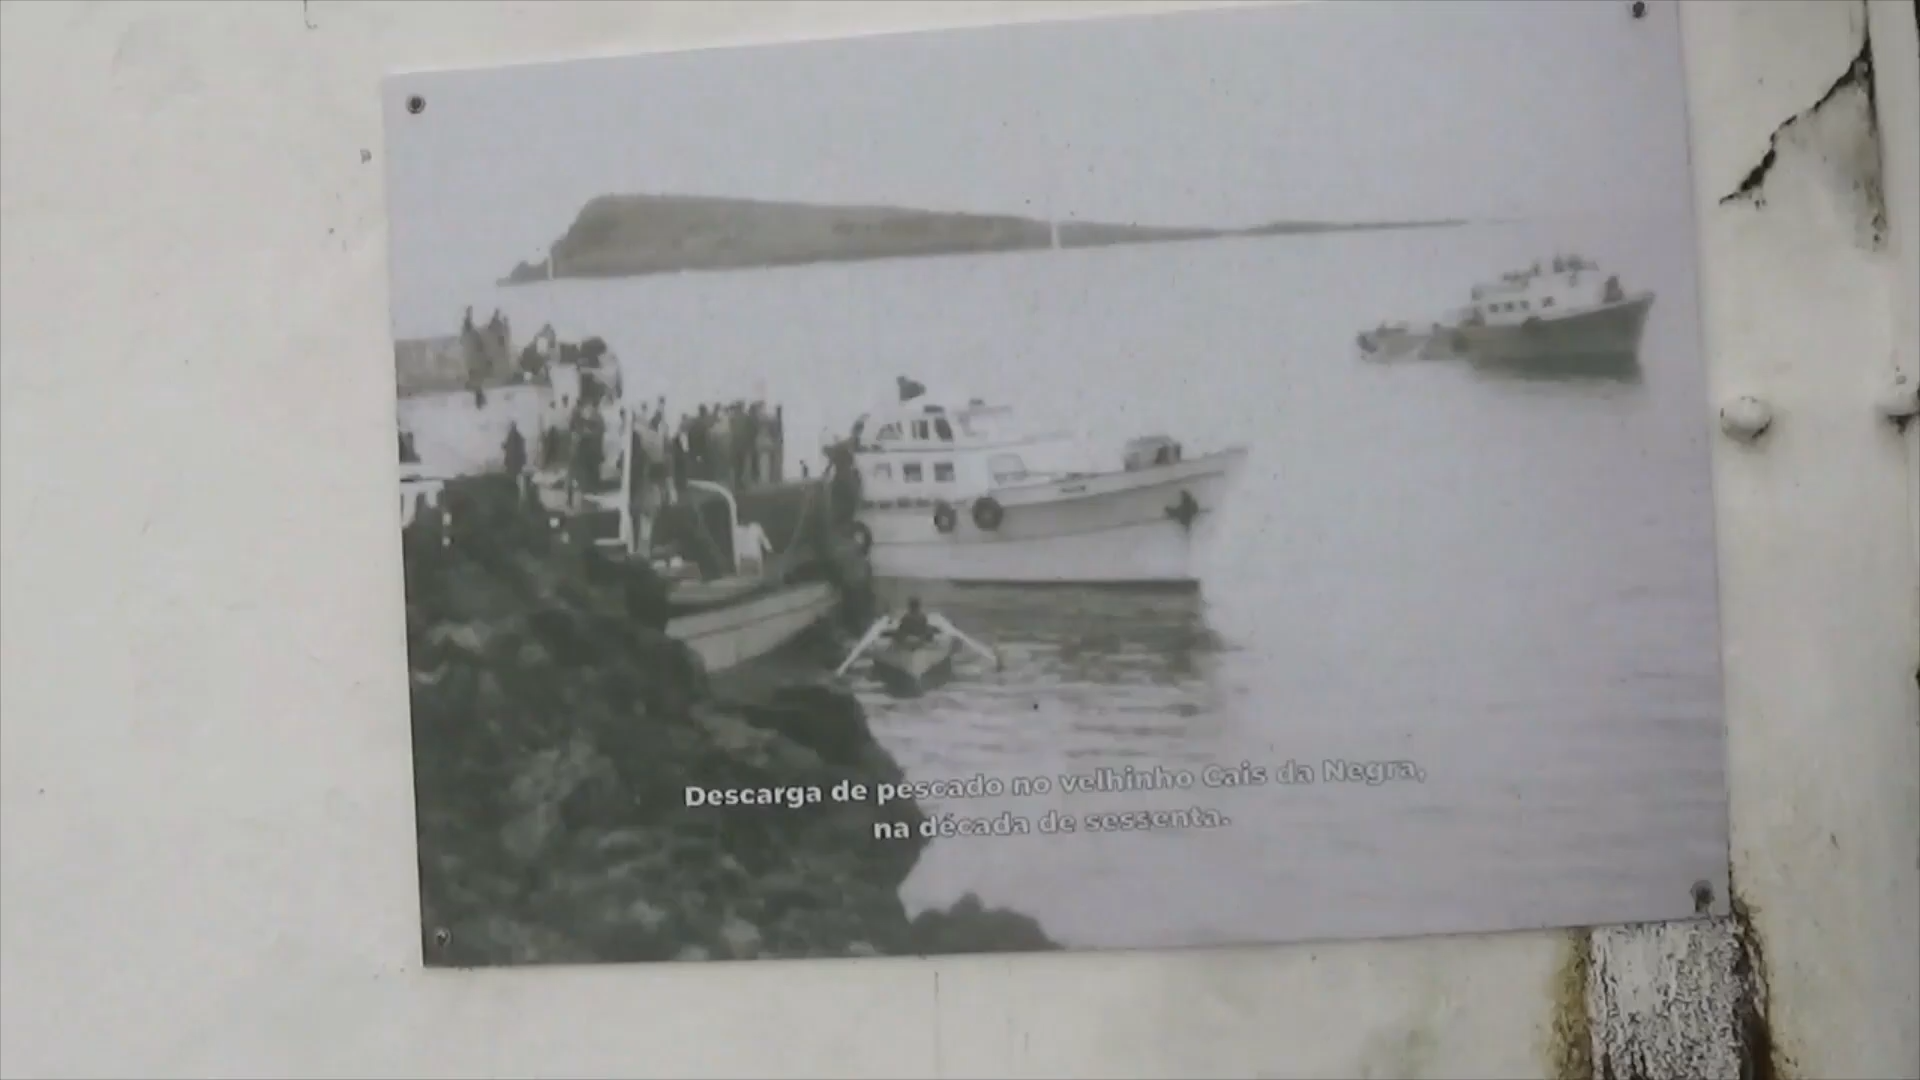 Descarga de pescado no velhinho Cais da Negra,
na década de sessenta.